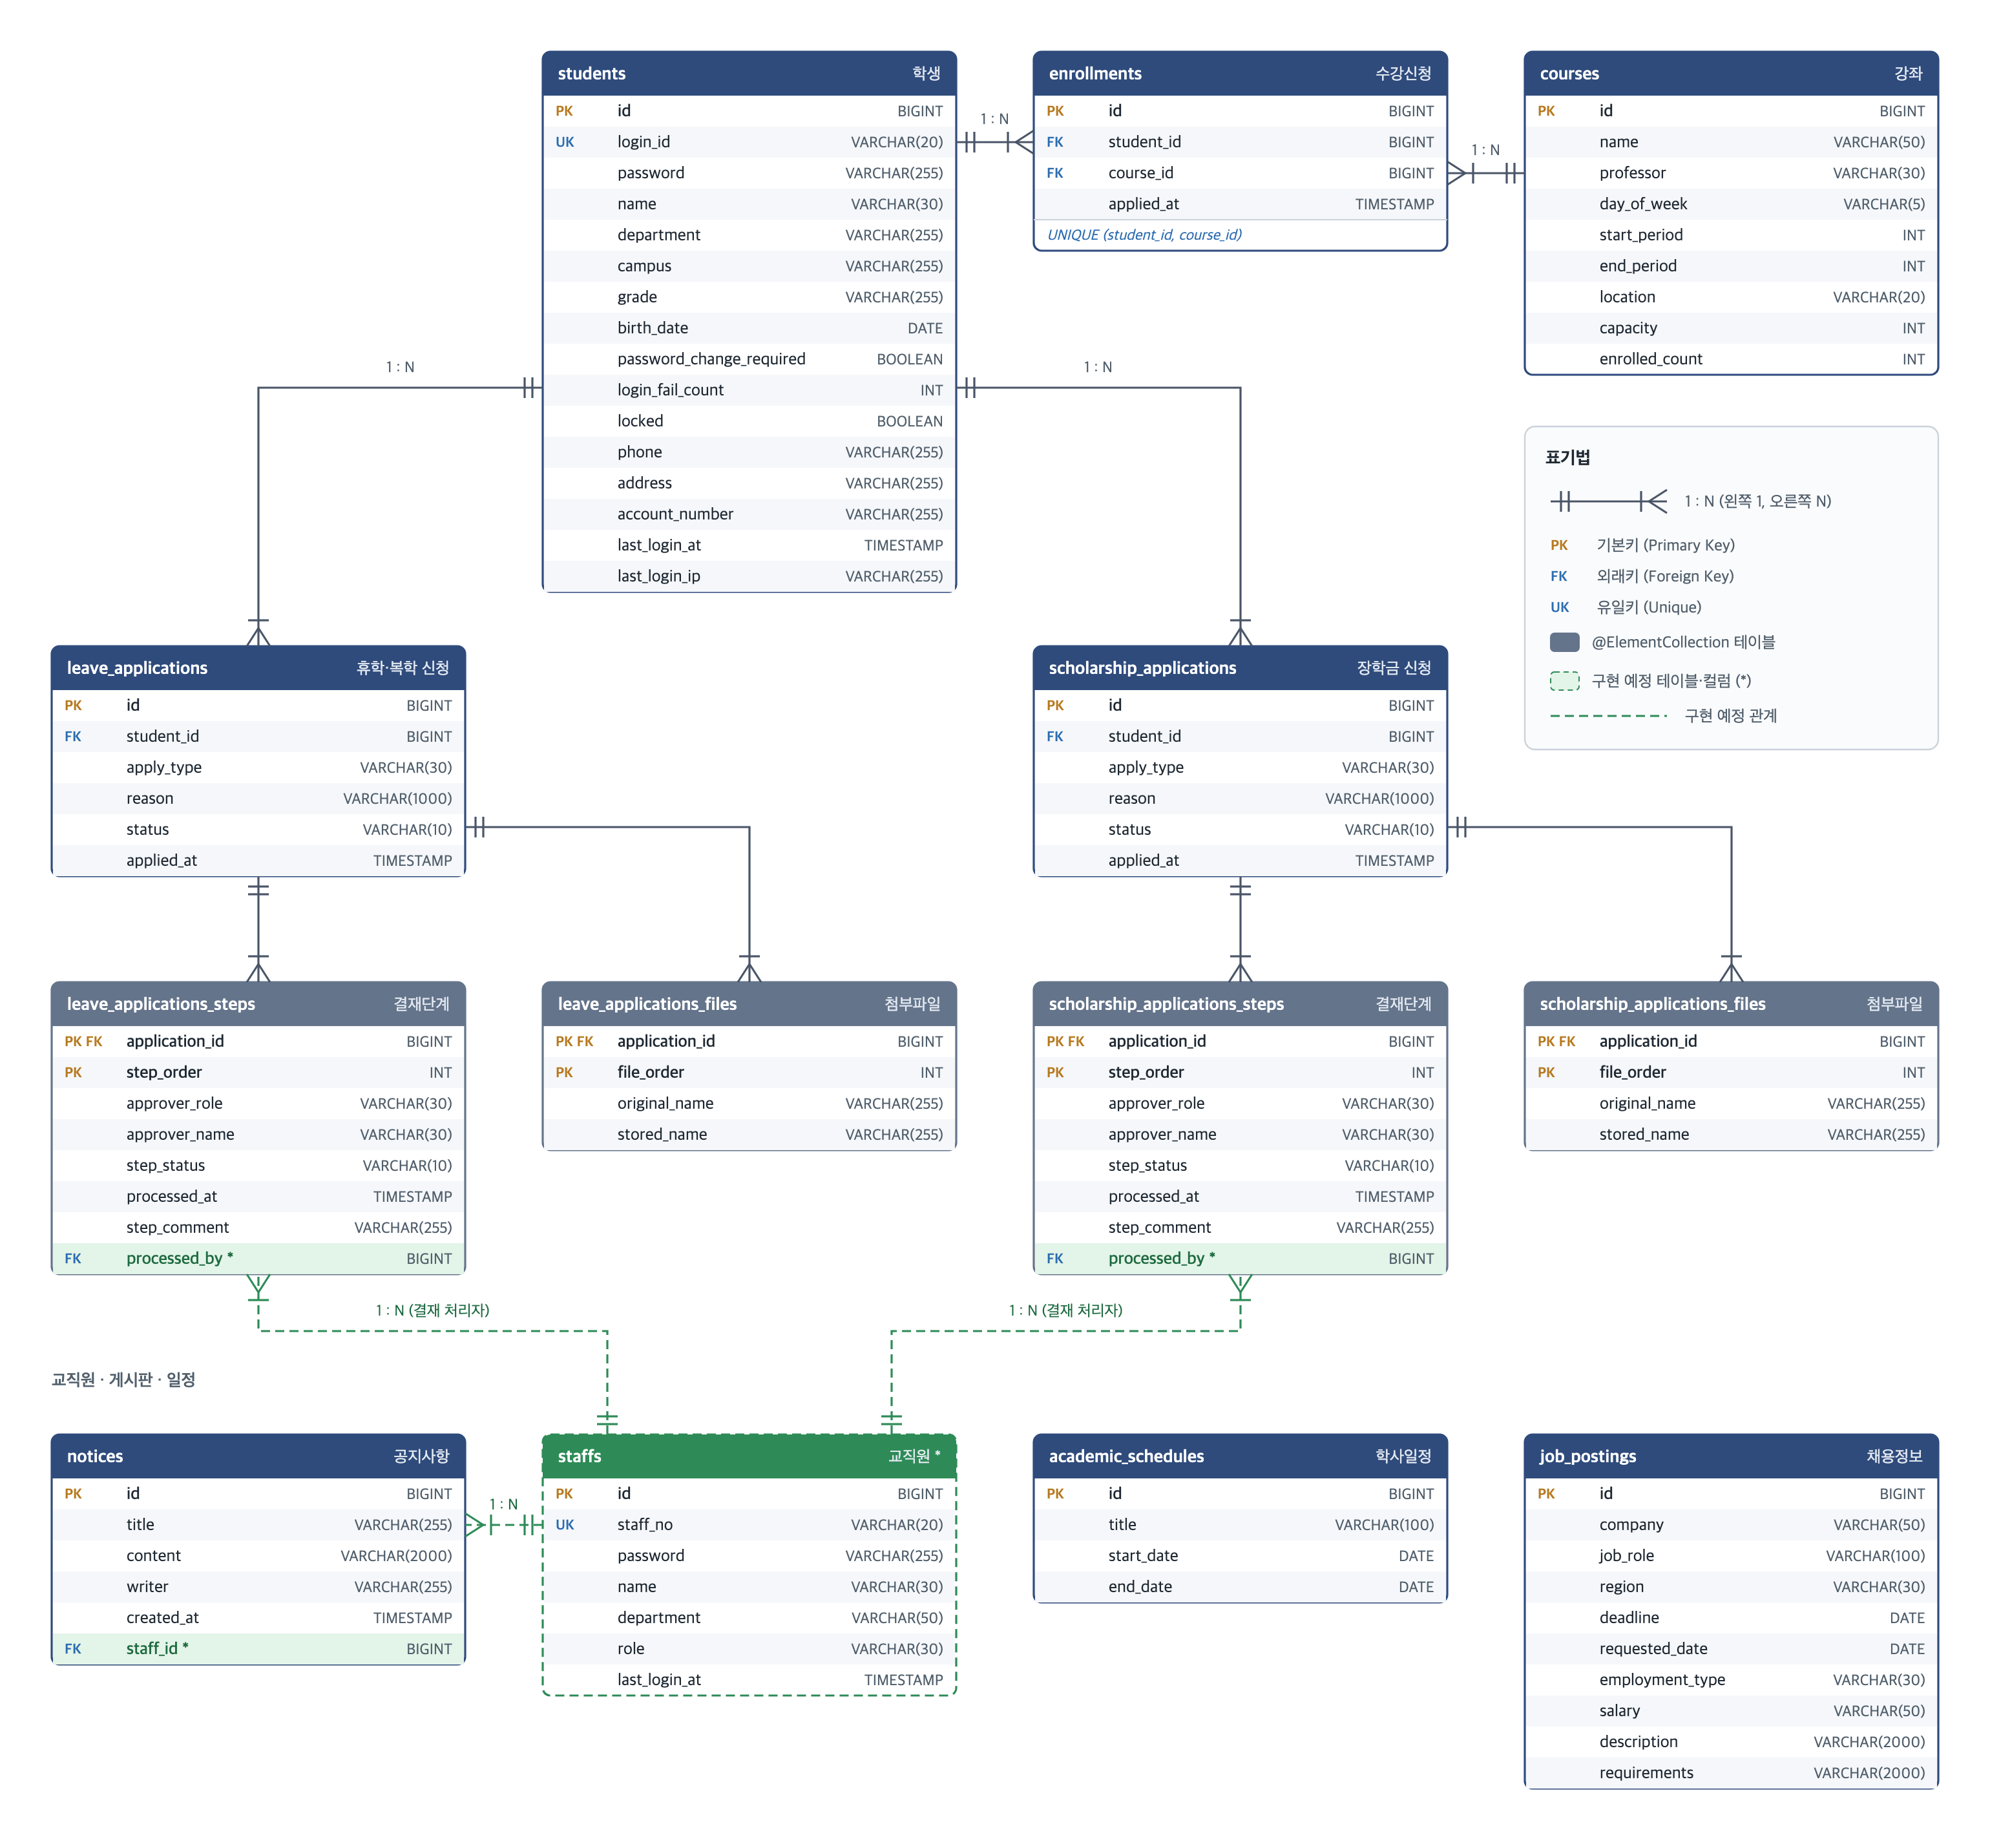 students 학생
PK id BIGINT
UK login_id VARCHAR(20)
password VARCHAR(255)
name VARCHAR(30)
department VARCHAR(255)
campus VARCHAR(255)
grade VARCHAR(255)
birth_date DATE
password_change_required BOOLEAN
login_fail_count INT
locked BOOLEAN
phone VARCHAR(255)
address VARCHAR(255)
account_number VARCHAR(255)
last_login_at TIMESTAMP
last_login_ip VARCHAR(255)
1 : N
enrollments 수강신청
PK id BIGINT
FK student_id BIGINT
FK course_id BIGINT
applied_at TIMESTAMP
UNIQUE (student_id, course_id)
1 : N
courses 강좌
PK id BIGINT
name VARCHAR(50)
professor VARCHAR(30)
day_of_week VARCHAR(5)
start_period INT
end_period INT
location VARCHAR(20)
capacity INT
enrolled_count INT
1 : N
1 : N
표기법
1 : N (왼쪽 1, 오른쪽 N)
PK 기본키 (Primary Key)
FK 외래키 (Foreign Key)
UK 유일키 (Unique)
@ElementCollection 테이블
구현 예정 테이블·컬럼 (*)
구현 예정 관계
leave_applications 휴학·복학 신청
PK id BIGINT
FK student_id BIGINT
apply_type VARCHAR(30)
reason VARCHAR(1000)
status VARCHAR(10)
applied_at TIMESTAMP
scholarship_applications 장학금 신청
PK id BIGINT
FK student_id BIGINT
apply_type VARCHAR(30)
reason VARCHAR(1000)
status VARCHAR(10)
applied_at TIMESTAMP
leave_applications_steps 결재단계
PK FK application_id BIGINT
PK step_order INT
approver_role VARCHAR(30)
approver_name VARCHAR(30)
step_status VARCHAR(10)
processed_at TIMESTAMP
step_comment VARCHAR(255)
FK processed_by * BIGINT
leave_applications_files 첨부파일
PK FK application_id BIGINT
PK file_order INT
original_name VARCHAR(255)
stored_name VARCHAR(255)
scholarship_applications_steps 결재단계
PK FK application_id BIGINT
PK step_order INT
approver_role VARCHAR(30)
approver_name VARCHAR(30)
step_status VARCHAR(10)
processed_at TIMESTAMP
step_comment VARCHAR(255)
FK processed_by * BIGINT
scholarship_applications_files 첨부파일
PK FK application_id BIGINT
PK file_order INT
original_name VARCHAR(255)
stored_name VARCHAR(255)
1 : N (결재 처리자)
1 : N (결재 처리자)
교직원 · 게시판 · 일정
notices 공지사항
PK id BIGINT
title VARCHAR(255)
content VARCHAR(2000)
writer VARCHAR(255)
created_at TIMESTAMP
FK staff_id * BIGINT
1 : N
staffs 교직원 *
PK id BIGINT
UK staff_no VARCHAR(20)
password VARCHAR(255)
name VARCHAR(30)
department VARCHAR(50)
role VARCHAR(30)
last_login_at TIMESTAMP
academic_schedules 학사일정
PK id BIGINT
title VARCHAR(100)
start_date DATE
end_date DATE
job_postings 채용정보
PK id BIGINT
company VARCHAR(50)
job_role VARCHAR(100)
region VARCHAR(30)
deadline DATE
requested_date DATE
employment_type VARCHAR(30)
salary VARCHAR(50)
description VARCHAR(2000)
requirements VARCHAR(2000)